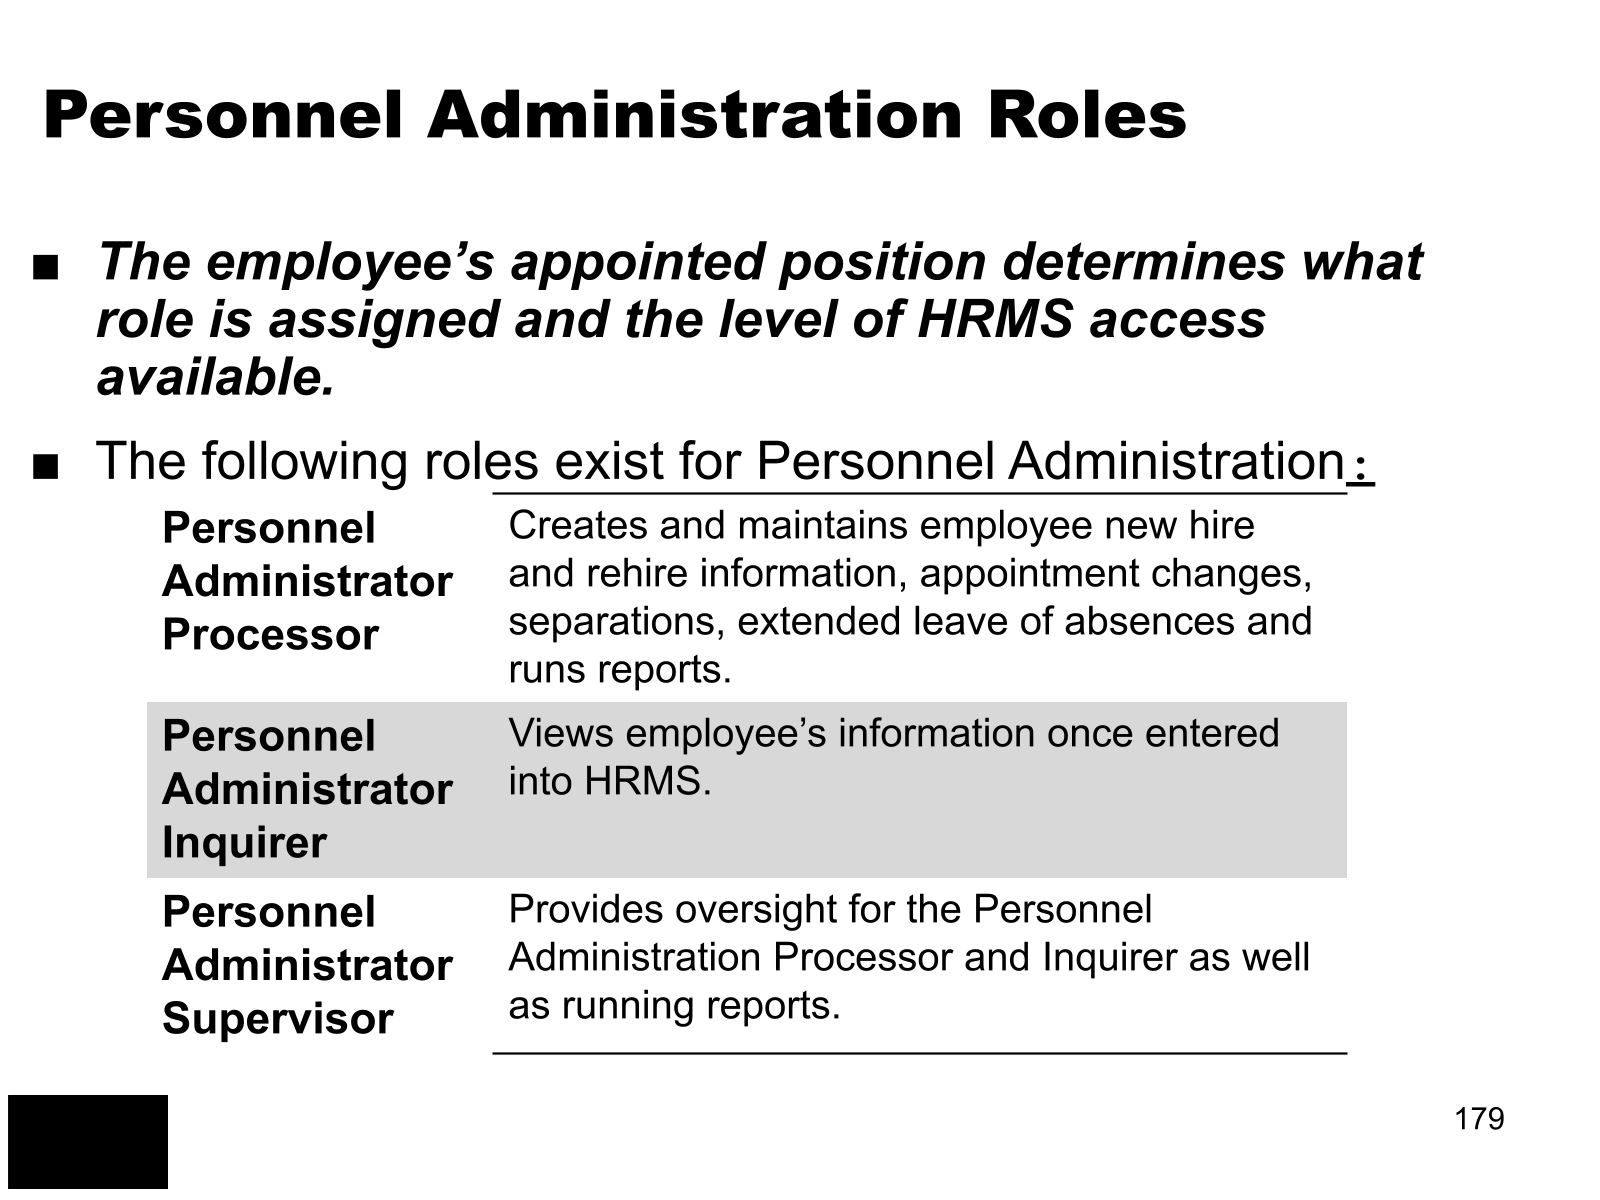 Personnel Administration Roles
■ The employee’s appointed position determines what
role is assigned and the level of HRMS access
available.
■ The following roles exist for Personnel Administration:
Personnel
Administrator
Processor
Creates and maintains employee new hire
and rehire information, appointment changes,
separations, extended leave of absences and
runs reports.
Personnel
Administrator
Inquirer
Views employee’s information once entered
into HRMS.
Personnel
Administrator
Supervisor
Provides oversight for the Personnel
Administration Processor and Inquirer as well
as running reports.
179